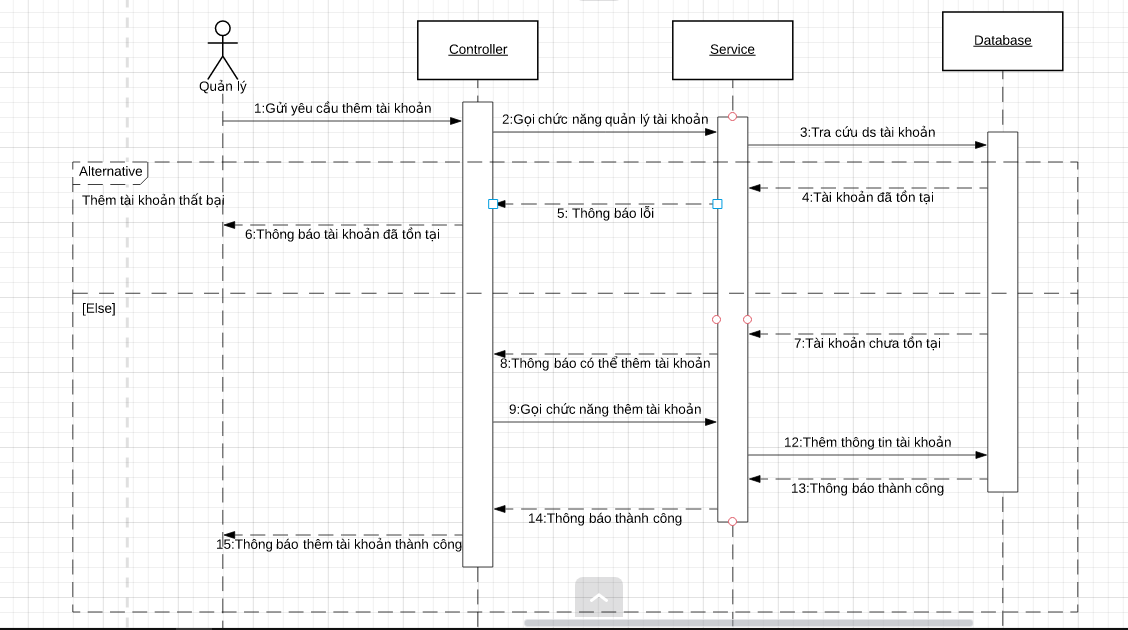 Quản lý
Controller
Service
Database
1:Gửi yêu cầu thêm tài khoản
2:Gọi chức năng quản lý tài khoản
3:Tra cứu ds tài khoản
Alternative
Thêm tài khoản thất bại
4:Tài khoản đã tồn tại
5: Thông báo lỗi
6:Thông báo tài khoản đã tồn tại
[Else]
7:Tài khoản chưa tồn tại
8:Thông báo có thể thêm tài khoản
9:Gọi chức năng thêm tài khoản
12:Thêm thông tin tài khoản
13:Thông báo thành công
14:Thông báo thành công
15:Thông báo thêm tài khoản thành công